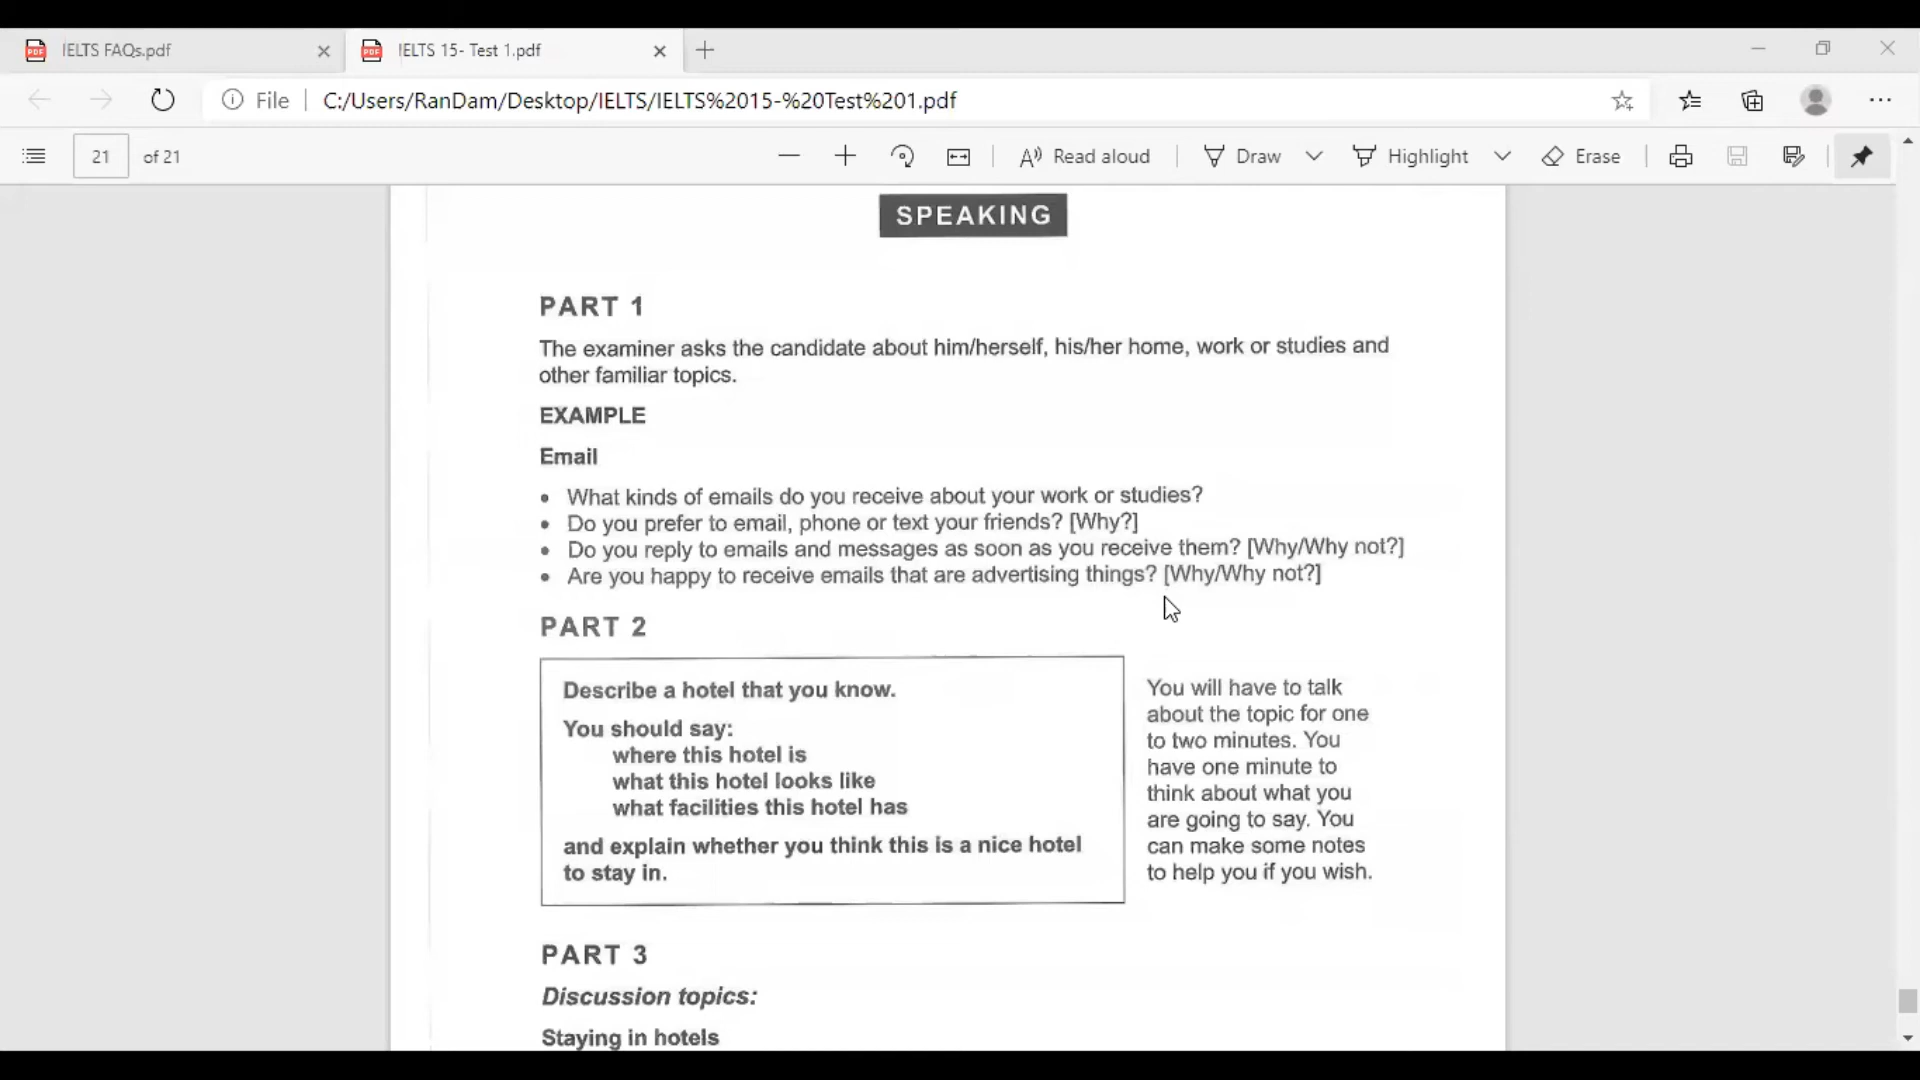 IELTS FAQs.pdf
IELTS 15- Test 1.pdf
File
C:/Users/RanDam/Desktop/IELTS/IELTS%2015-%20Test%201.pdf
21 of 21
Read aloud
Draw
Highlight
Erase
SPEAKING
PART 1
The examiner asks the candidate about him/herself, his/her home, work or studies and
other familiar topics.
EXAMPLE
Email
• What kinds of emails do you receive about your work or studies?
• Do you prefer to email, phone or text your friends? [Why?]
• Do you reply to emails and messages as soon as you receive them? [Why/Why not?]
• Are you happy to receive emails that are advertising things? [Why/Why not?]
PART 2
Describe a hotel that you know.
You should say:
where this hotel is
what this hotel looks like
what facilities this hotel has
and explain whether you think this is a nice hotel
to stay in.
You will have to talk
about the topic for one
to two minutes. You
have one minute to
think about what you
are going to say. You
can make some notes
to help you if you wish.
PART 3
Discussion topics:
Staying in hotels